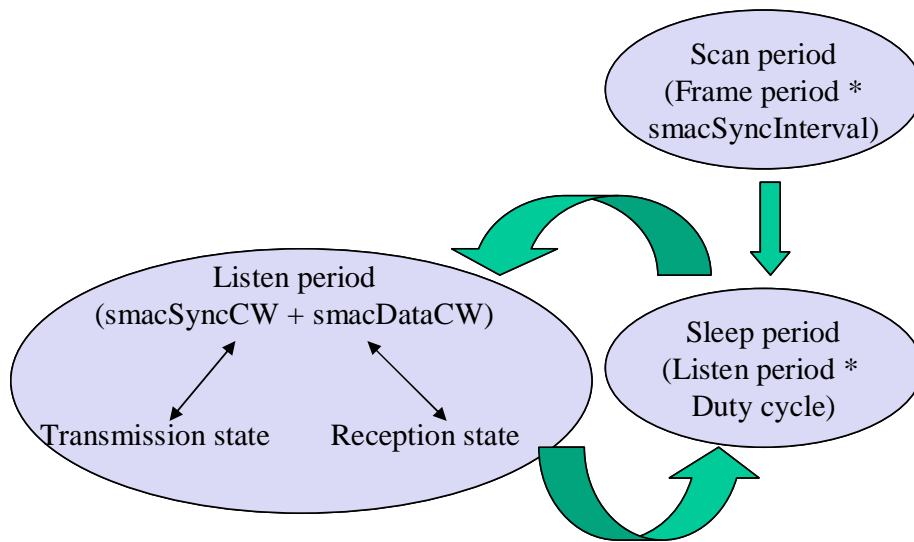 Scan period
(Frame period *
smacSyncInterval)
Listen period
(smacSyncCW + smacDataCW)
Transmission state
Reception state
Sleep period
(Listen period *
Duty cycle)